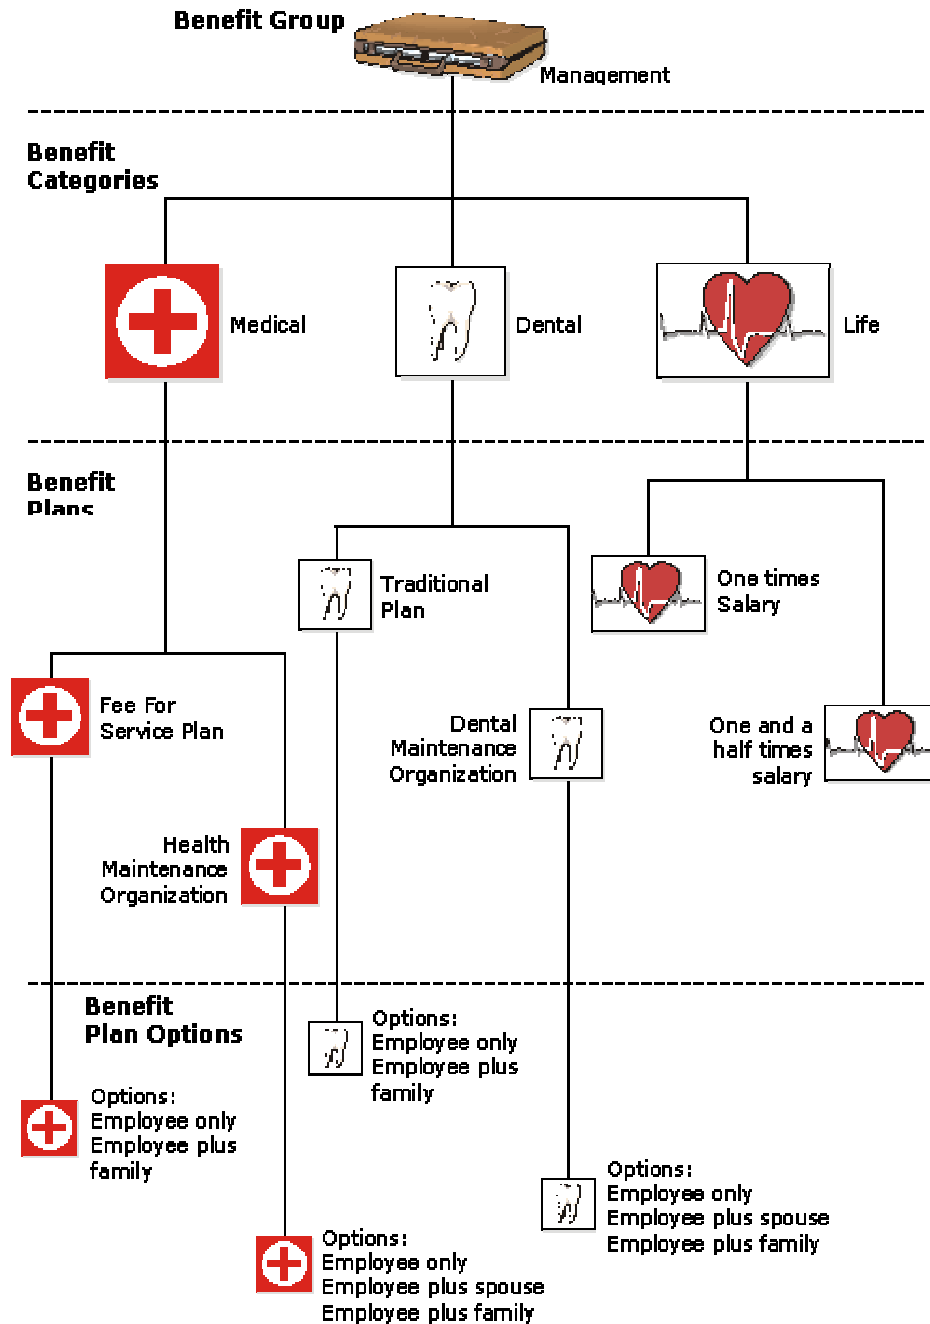 Benefit Group
Management
Benefit
Categories
Medical
Dental
Life
Benefit
Plans
Traditional
Plan
One times
Salary
Fee For
Service Plan
Dental
Maintenance
Organization
One and a
half times
salary
Health
Maintenance
Organization
Benefit
Plan Options
Options:
Employee only
Employee plus
family
Options:
Employee only
Employee plus
family
Options:
Employee only
Employee plus spouse
Employee plus family
Options:
Employee only
Employee plus spouse
Employee plus family